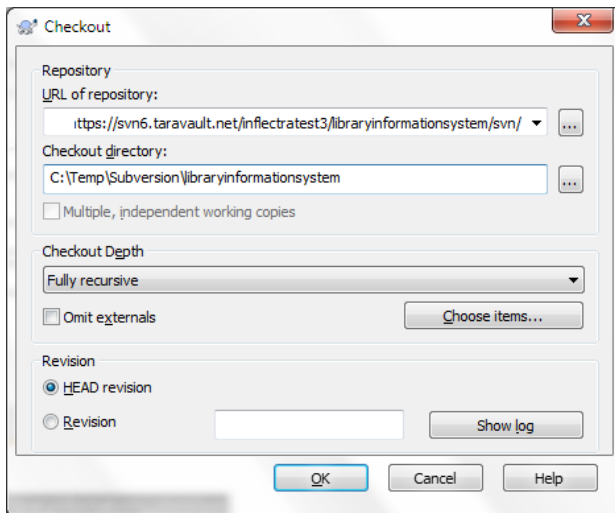 Checkout
Repository
URL of repository:
ttps://svn6.taravault.net/inflectratest3/libraryinformationsystem/svn/
...
Checkout directory:
C:\Temp\Subversion\libraryinformationsystem
...
Multiple, independent working copies
Checkout Depth
Fully recursive
Omit externals
Choose items...
Revision
HEAD revision
Revision
Show log
OK
Cancel
Help